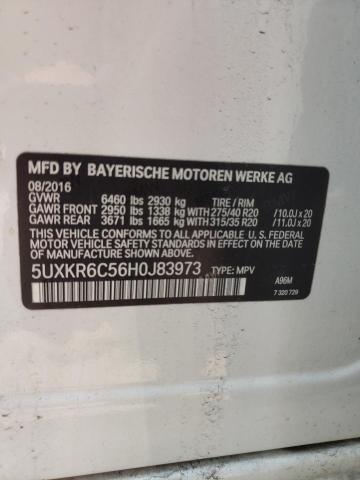 MFD BY BAYERISCHE MOTOREN WERKE AG
08/2016
GVWR 6460 lbs 2930 kg TIRE / RIM
GAWR FRONT 2950 lbs 1338 kg WITH 275/40 R20 /10.0J x 20
GAWR REAR 3671 lbs 1665 kg WITH 315/35 R20 /11.0J x 20
THIS VEHICLE CONFORMS TO ALL APPLICABLE
U.S. FEDERAL MOTOR VEHICLE SAFETY STANDARDS
IN EFFECT ON THE DATE OF MANUFACTURE SHOWN ABOVE.
5UXKR6C56H0J83973 TYPE: MPV
A96M
7 320 729